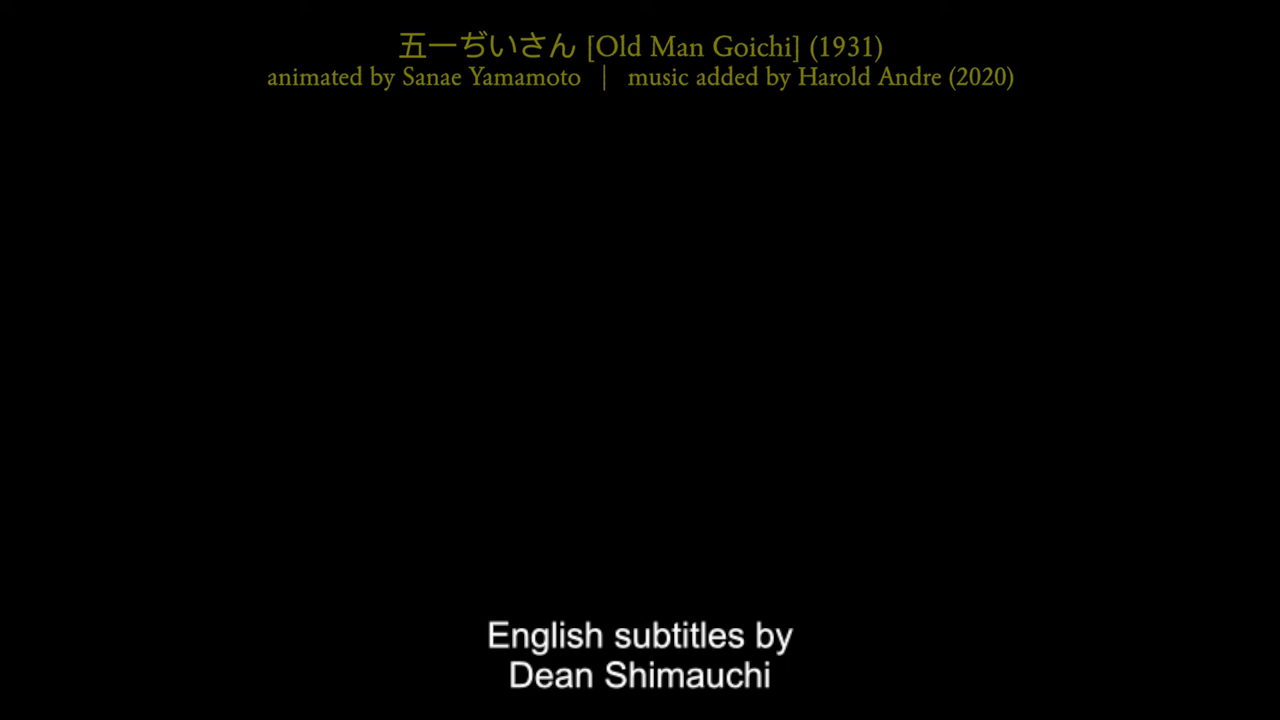 五一ぢいさん [Old Man Goichi] (1931)
animated by Sanae Yamamoto | music added by Harold Andre (2020)
English subtitles by
Dean Shimauchi